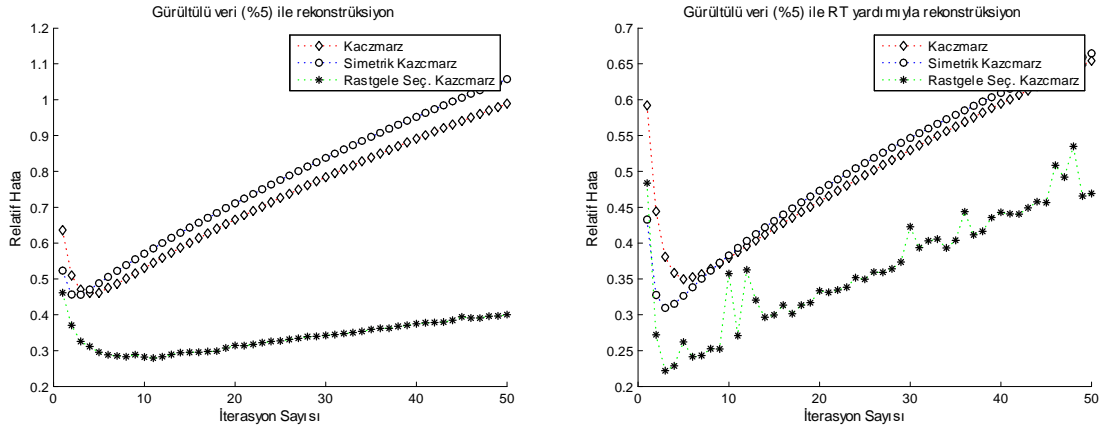 Gürültülü veri (%5) ile rekonstrüksiyon
1.2
1.1
1
0.9
0.8
0.7
0.6
0.5
0.4
0.3
0.2
0
10
20
30
40
50
Relatif Hata
İterasyon Sayısı
Kaczmarz
Simetrik Kazcmarz
Rastgele Seç. Kazcmarz
Gürültülü veri (%5) ile RT yardımıyla rekonstrüksiyon
0.7
0.65
0.6
0.55
0.5
0.45
0.4
0.35
0.3
0.25
0.2
0
10
20
30
40
50
Relatif Hata
İterasyon Sayısı
Kaczmarz
Simetrik Kazcmarz
Rastgele Seç. Kazcmarz